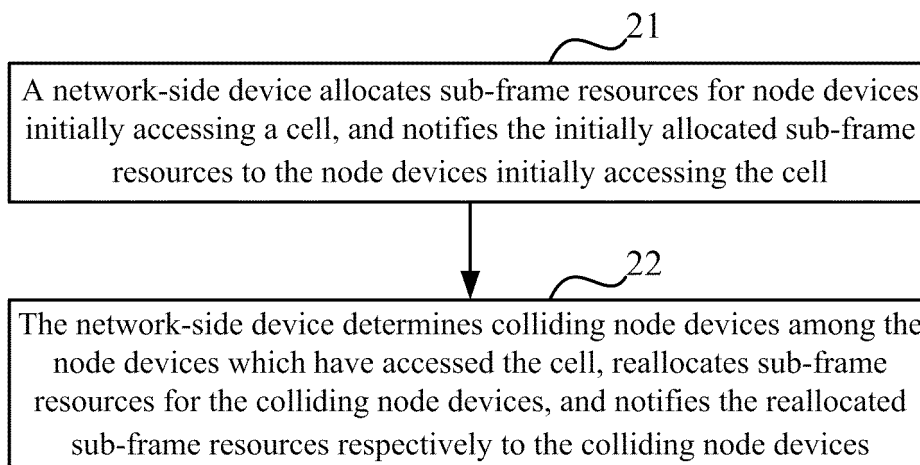 21
A network-side device allocates sub-frame resources for node devices
initially accessing a cell, and notifies the initially allocated sub-frame
resources to the node devices initially accessing the cell
22
The network-side device determines colliding node devices among the
node devices which have accessed the cell, reallocates sub-frame
resources for the colliding node devices, and notifies the reallocated
sub-frame resources respectively to the colliding node devices